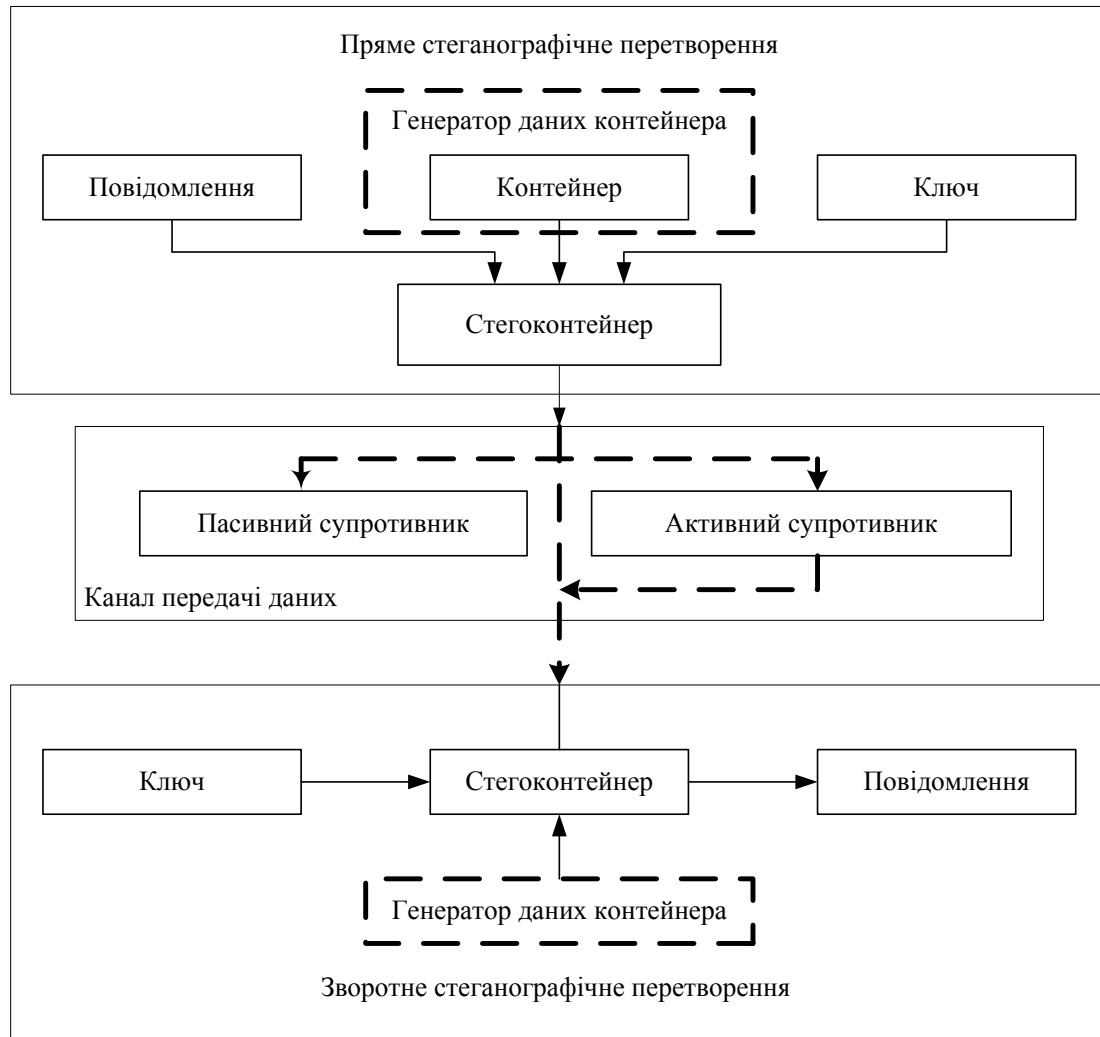 Пряме стеганографічне перетворення
Генератор даних контейнера
Повідомлення
Контейнер
Ключ
Стегоконтейнер
Пасивний супротивник
Активний супротивник
Канал передачі даних
Ключ
Стегоконтейнер
Повідомлення
Генератор даних контейнера
Зворотне стеганографічне перетворення